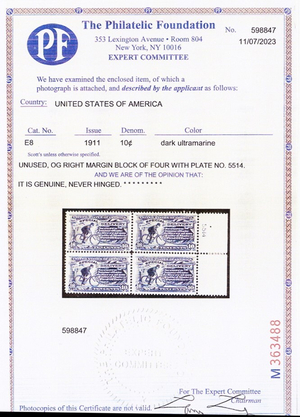 The Philatelic Foundation
353 Lexington Avenue • Room 804
New York, NY 10016
EXPERT COMMITTEE
No. 598847
11/07/2023
PF
We have examined the enclosed item, of which a
photograph is attached, and described by the applicant as follows:
Country: UNITED STATES OF AMERICA
Cat. No. Issue Denom. Color
E8 1911 10¢ dark ultramarine
Scott's unless otherwise specified.
UNUSED, OG RIGHT MARGIN BLOCK OF FOUR WITH PLATE NO. 5514.
AND WE ARE OF THE OPINION THAT:
IT IS GENUINE, NEVER HINGED. * * * * * * * * *
598847
M 363488
For The Expert Committee
Chairman
Photocopies of this Certificate are not valid.